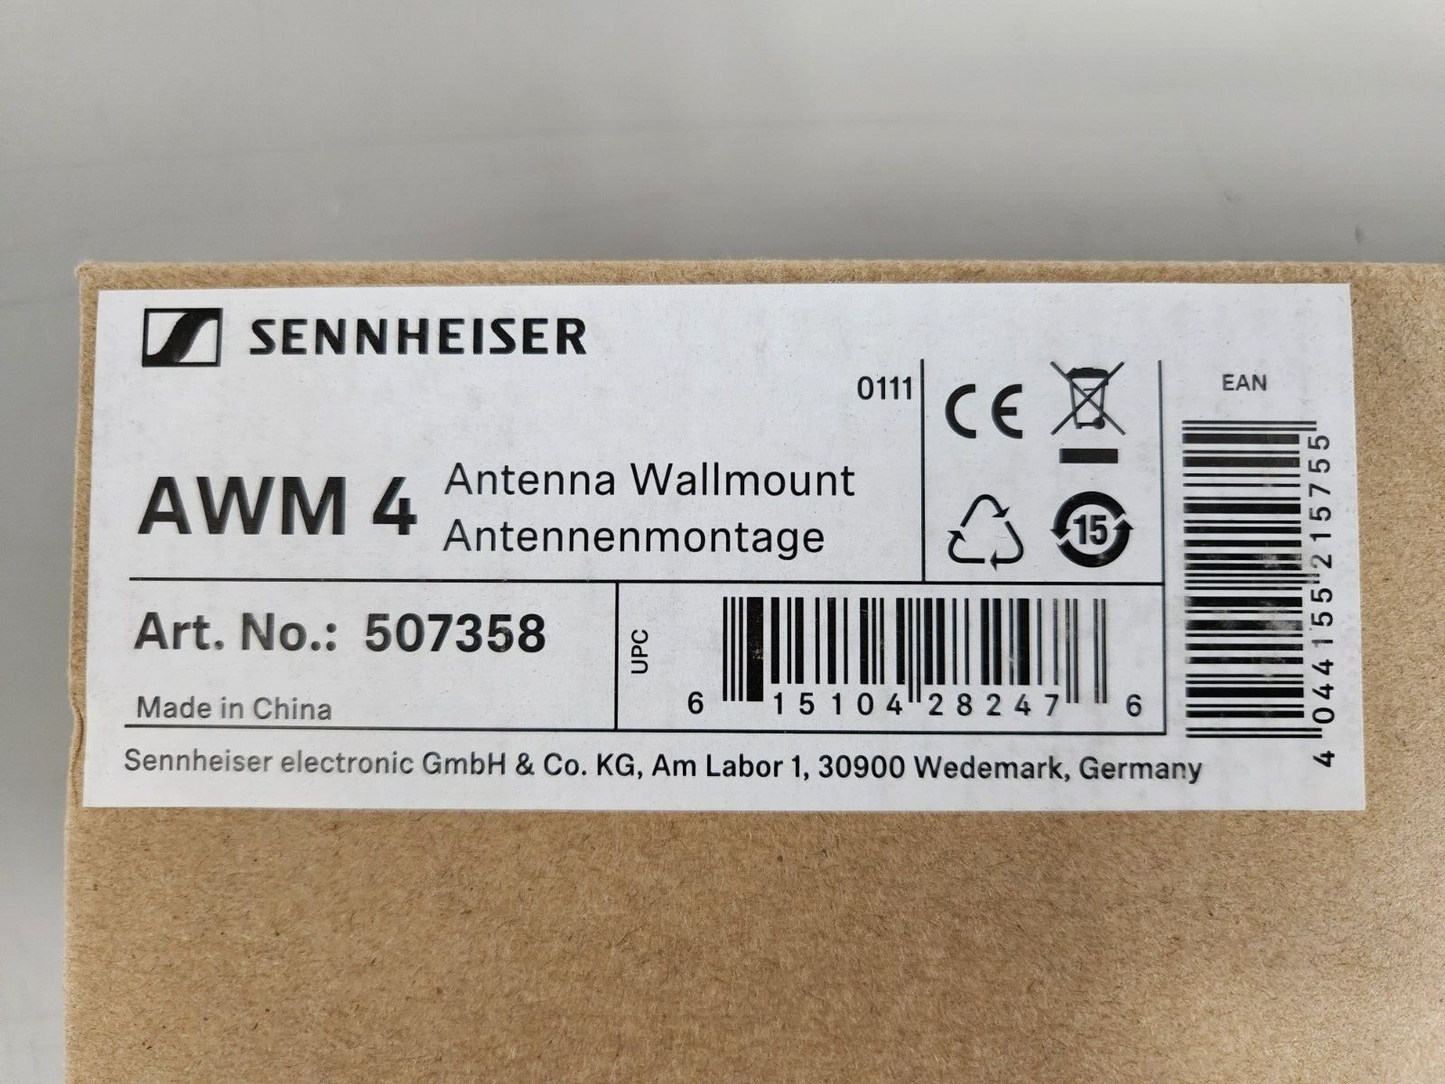 SENNHEISER
0111
CE
AWM 4
Antenna Wallmount
Antennenmontage
15
Art. No.: 507358
Made in China
UPC
6 15104 28247 6
EAN
4 044155 215755
Sennheiser electronic GmbH & Co. KG, Am Labor 1, 30900 Wedemark, Germany